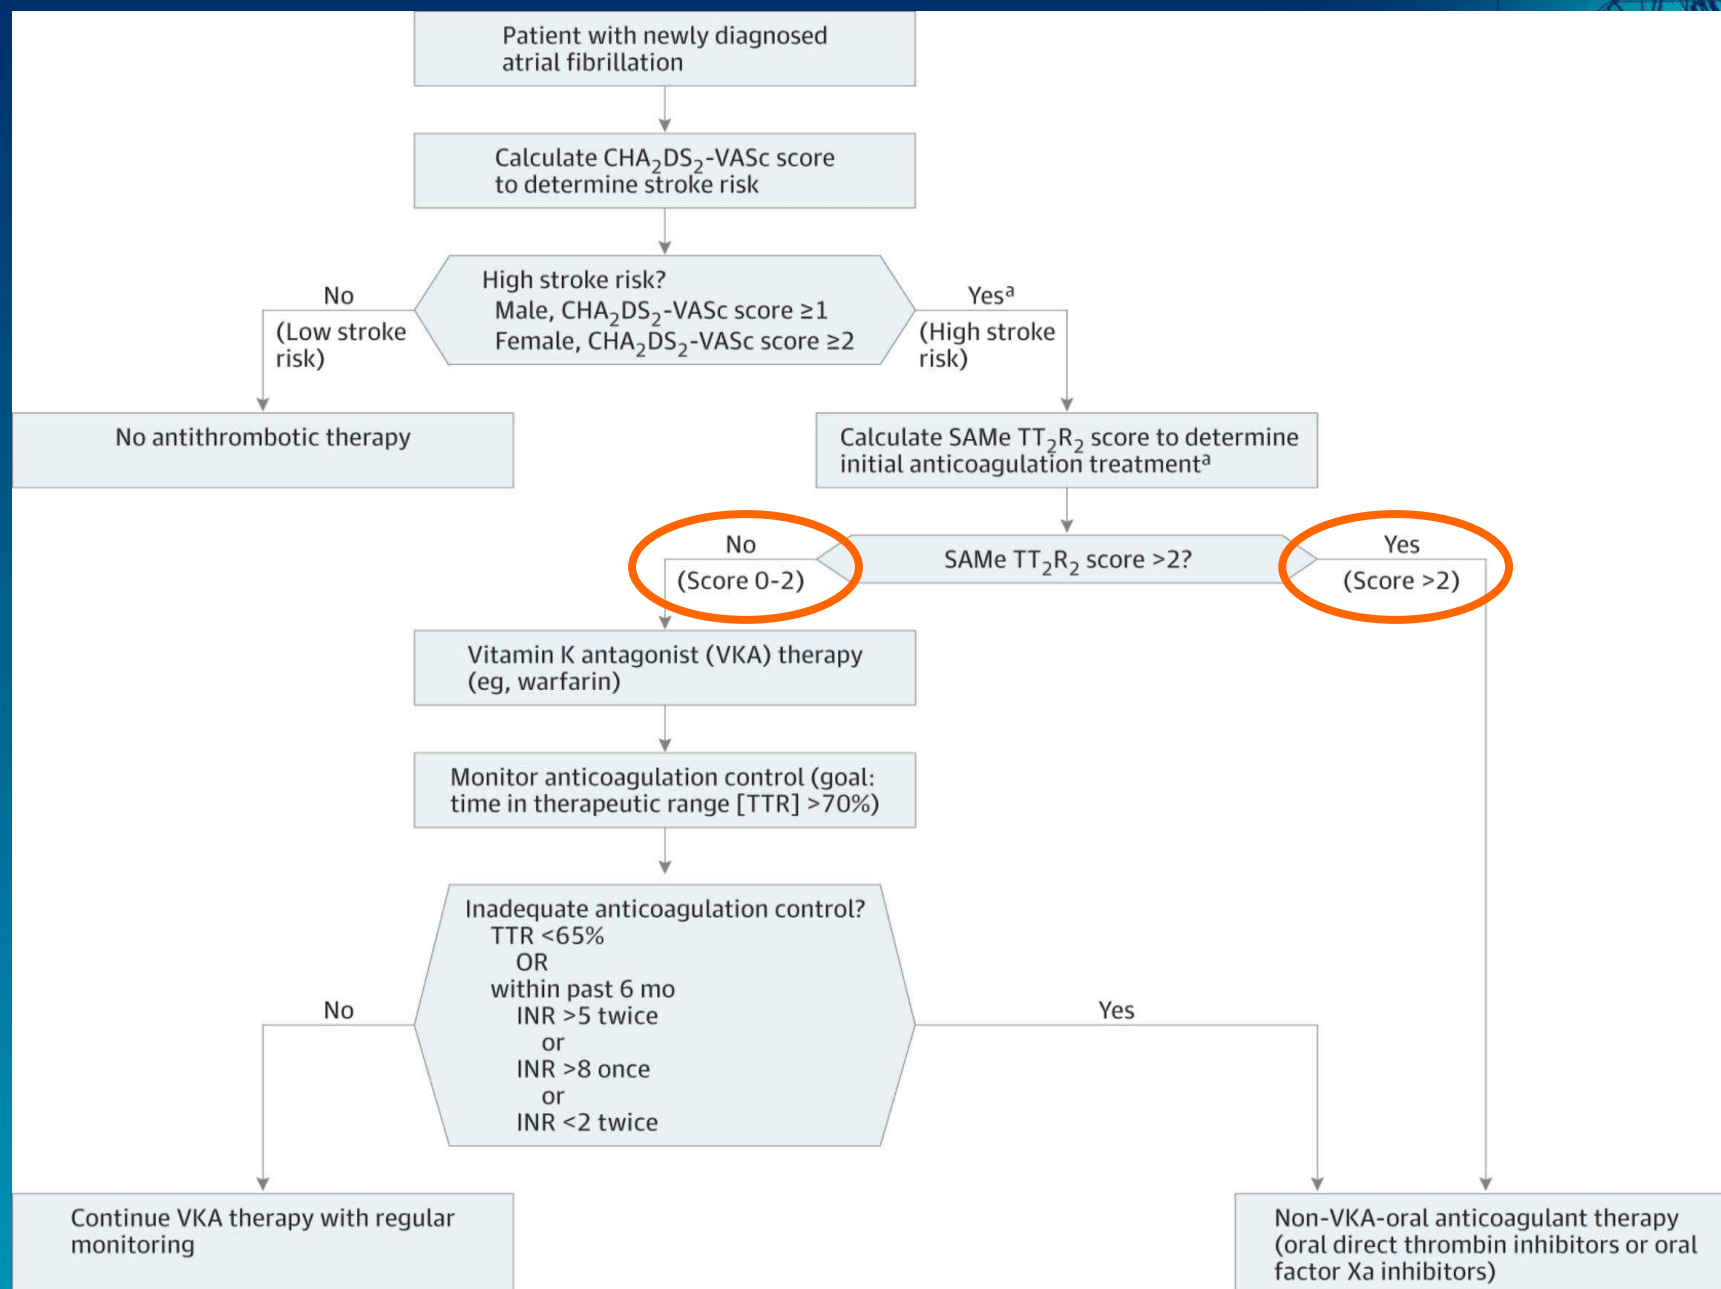 Patient with newly diagnosed
atrial fibrillation
Calculate CHA₂DS₂-VASc score
to determine stroke risk
High stroke risk?
Male, CHA₂DS₂-VASc score ≥1
Female, CHA₂DS₂-VASc score ≥2
No
(Low stroke
risk)
Yesᵃ
(High stroke
risk)
No antithrombotic therapy
Calculate SAMe TT₂R₂ score to determine
initial anticoagulation treatmentᵃ
No
(Score 0-2)
SAMe TT₂R₂ score >2?
Yes
(Score >2)
Vitamin K antagonist (VKA) therapy
(eg, warfarin)
Monitor anticoagulation control (goal:
time in therapeutic range [TTR] >70%)
Inadequate anticoagulation control?
TTR <65%
OR
within past 6 mo
INR >5 twice
or
INR >8 once
or
INR <2 twice
No
Yes
Continue VKA therapy with regular
monitoring
Non-VKA-oral anticoagulant therapy
(oral direct thrombin inhibitors or oral
factor Xa inhibitors)